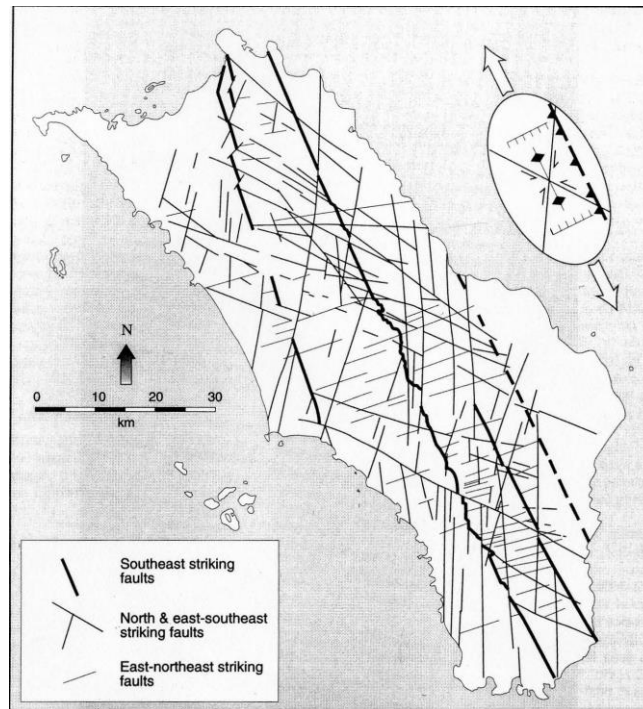 N
0 10 20 30
km
Southeast striking
faults
North & east-southeast
striking faults
East-northeast striking
faults